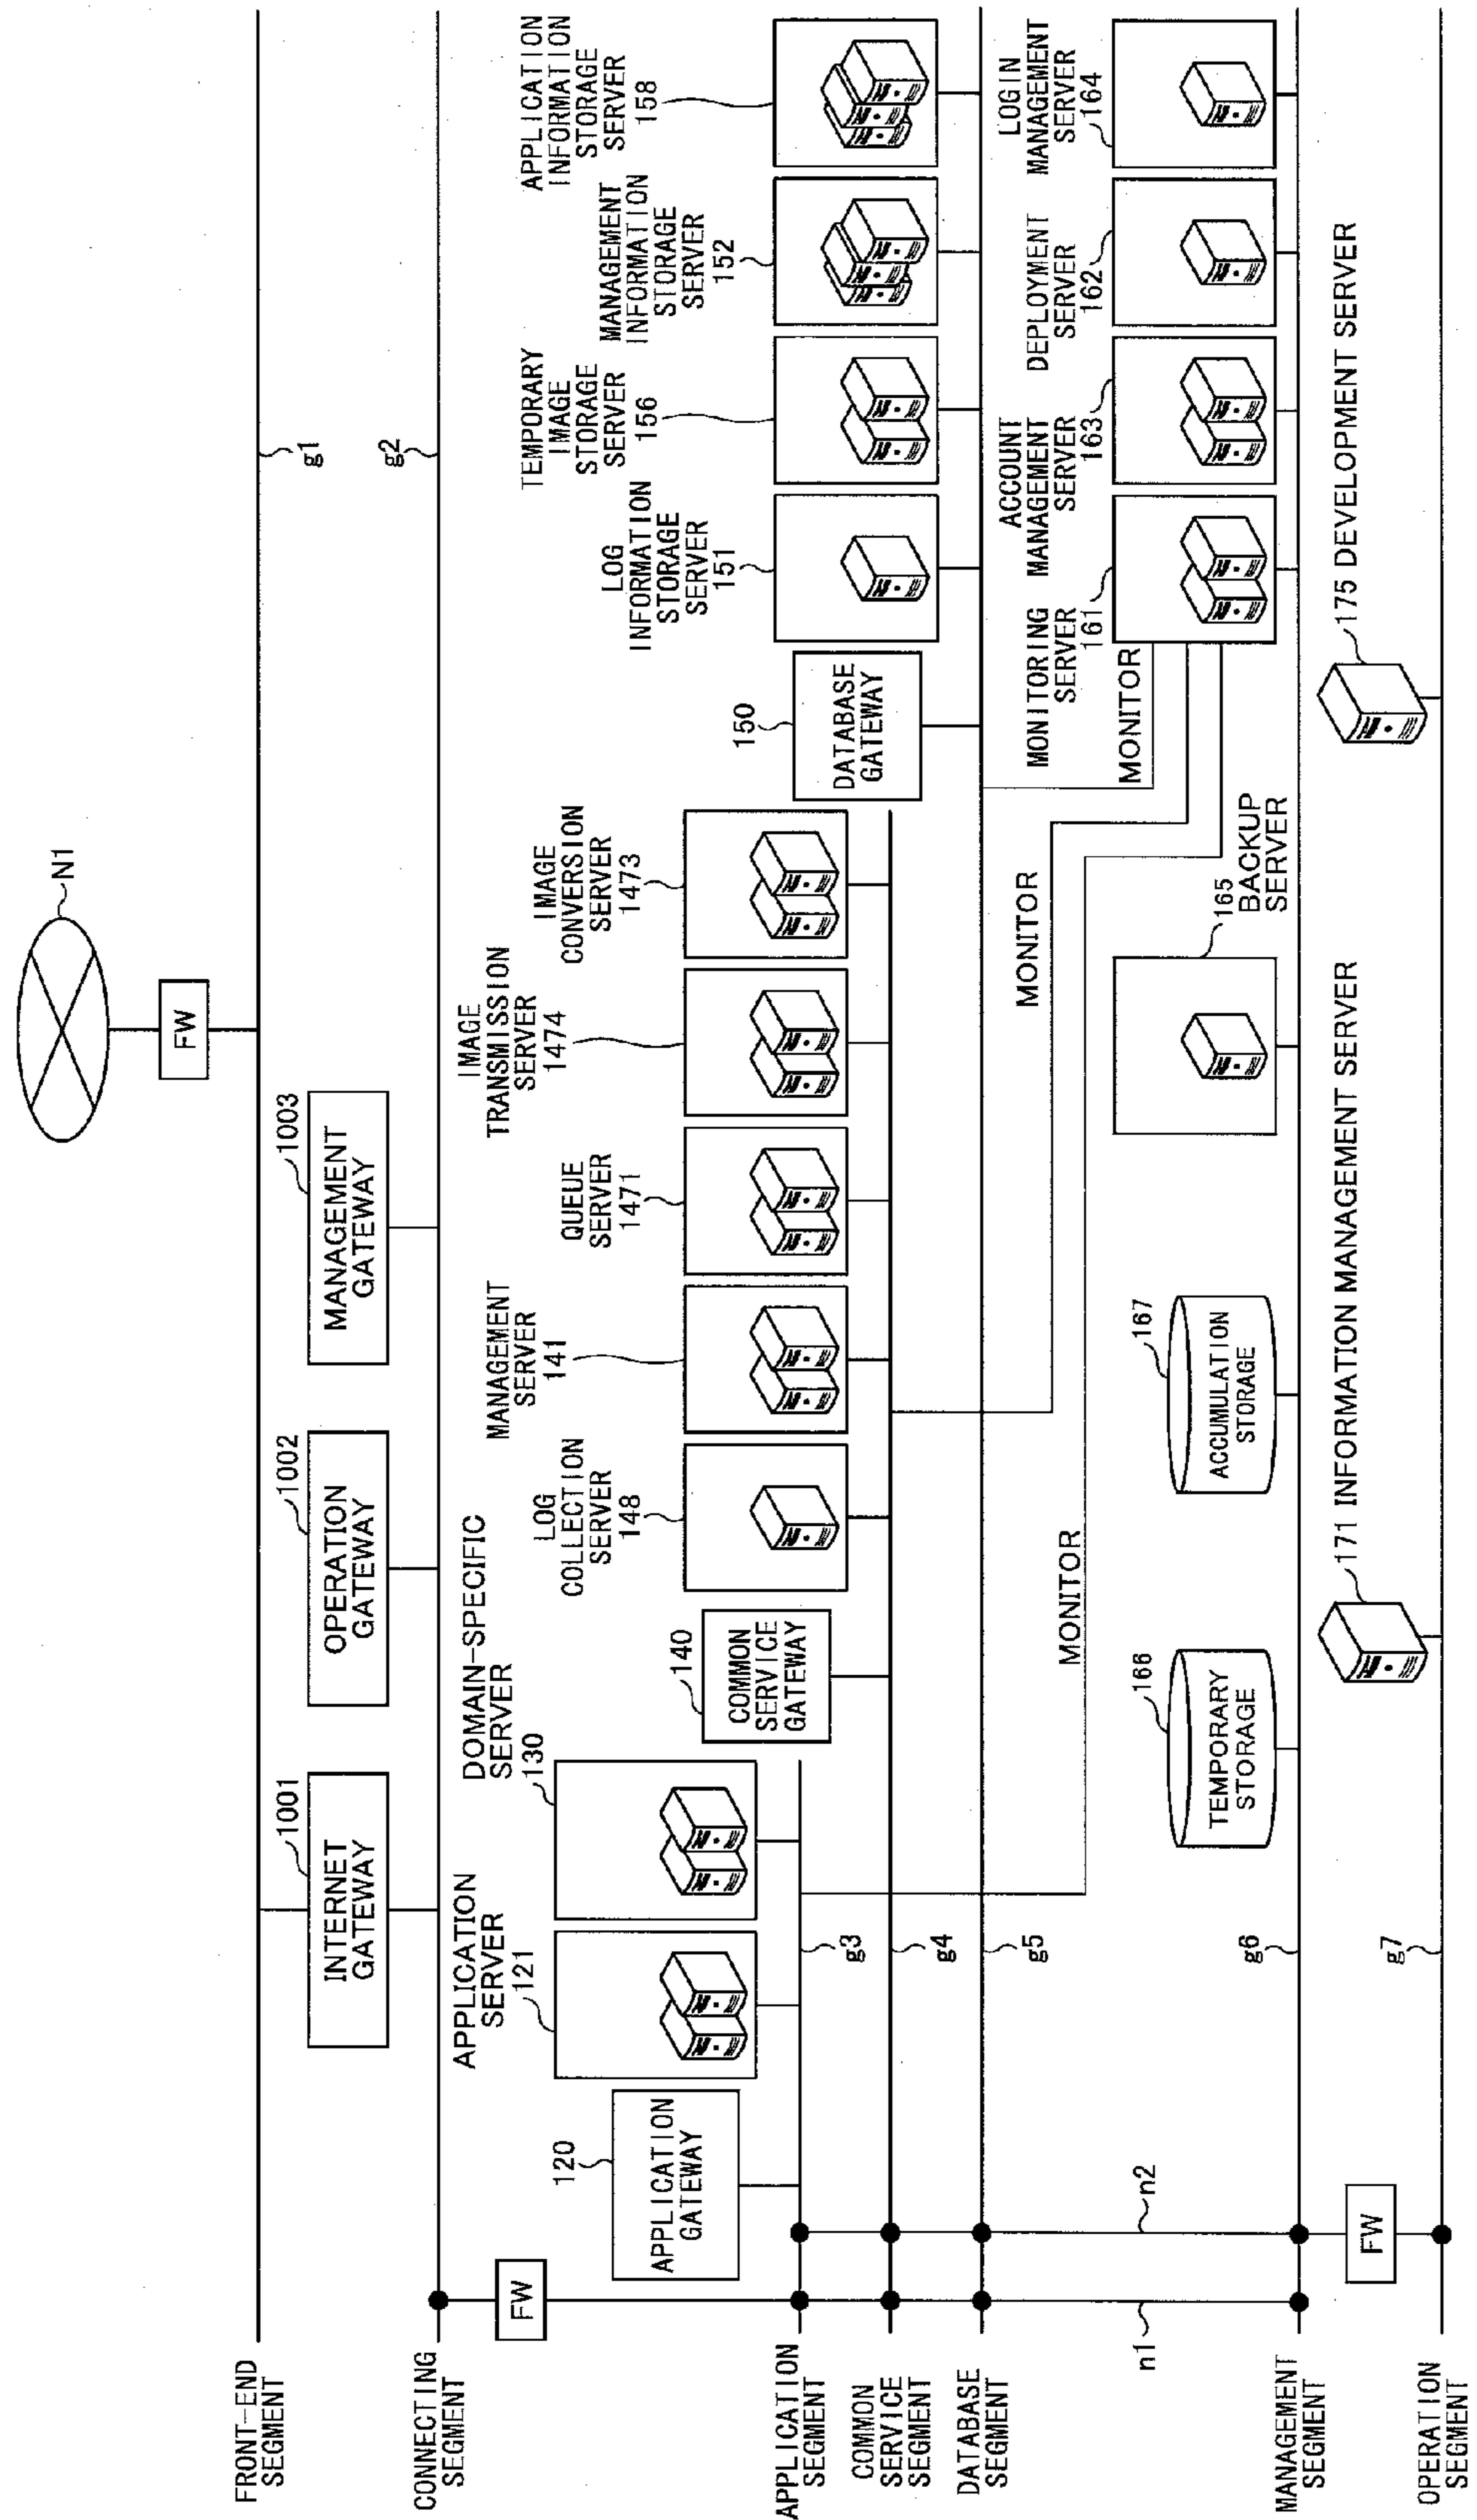 N1
FW
FRONT-END
SEGMENT
g1
INTERNET
GATEWAY
1001
OPERATION
GATEWAY
1002
MANAGEMENT
GATEWAY
1003
CONNECTING
SEGMENT
g2
FW
APPLICATION
GATEWAY
120
APPLICATION
SERVER
121
DOMAIN-SPECIFIC
SERVER
130
APPLICATION
SEGMENT
g3
COMMON
SERVICE
GATEWAY
140
LOG
COLLECTION
SERVER
148
MANAGEMENT
SERVER
141
QUEUE
SERVER
1471
IMAGE
TRANSMISSION
SERVER
1474
IMAGE
CONVERSION
SERVER
1473
COMMON
SERVICE
SEGMENT
g4
DATABASE
GATEWAY
150
LOG
INFORMATION
STORAGE
SERVER
151
TEMPORARY
IMAGE
STORAGE
SERVER
156
MANAGEMENT
INFORMATION
STORAGE
SERVER
152
APPLICATION
INFORMATION
STORAGE
SERVER
158
DATABASE
SEGMENT
g5
MONITOR
MONITOR
MONITOR
n1
n2
TEMPORARY
STORAGE
166
ACCUMULATION
STORAGE
167
165
BACKUP
SERVER
MONITORING
SERVER
161
ACCOUNT
MANAGEMENT
SERVER
163
DEPLOYMENT
SERVER
162
LOGIN
MANAGEMENT
SERVER
164
MANAGEMENT
SEGMENT
g6
FW
171 INFORMATION MANAGEMENT SERVER
175 DEVELOPMENT SERVER
OPERATION
SEGMENT
g7